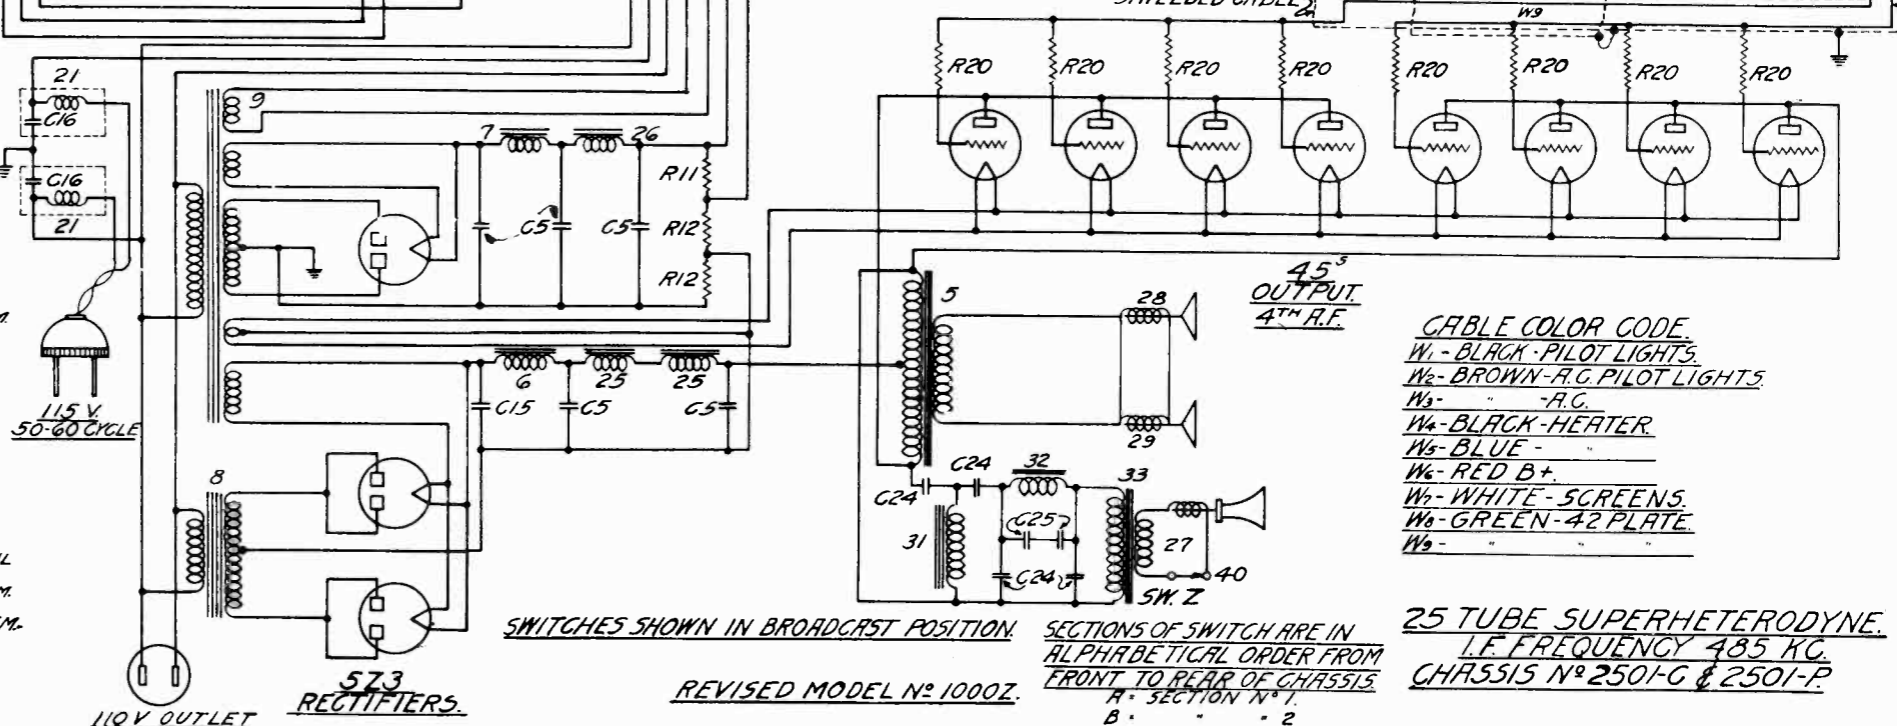 SHIELDED CABLE
W9
21
C16
C16
21
9
7
26
R11
R12
R12
C5
C5
R20
R20
R20
R20
R20
R20
R20
R20
115 V.
50-60 CYCLE
6
25
25
C15
C5
C5
5
28
29
45S
OUTPUT.
4TH A.F.
8
C24
C24
32
33
31
C25
C24
27
40
SW. Z
5Z3
RECTIFIERS.
110 V OUTLET
CABLE COLOR CODE.
W1 - BLACK - PILOT LIGHTS.
W2 - BROWN - A.C. PILOT LIGHTS.
W3 - " - A.C.
W4 - BLACK - HEATER.
W5 - BLUE - "
W6 - RED B+.
W7 - WHITE - SCREENS.
W8 - GREEN - 42 PLATE.
W9 - " " "
SWITCHES SHOWN IN BROADCAST POSITION.
REVISED MODEL Nº 1000Z.
SECTIONS OF SWITCH ARE IN
ALPHABETICAL ORDER FROM
FRONT TO REAR OF CHASSIS.
A = SECTION Nº 1.
B = " " 2
25 TUBE SUPERHETERODYNE.
I.F. FREQUENCY 485 KC.
CHASSIS Nº 2501-C & 2501-P.